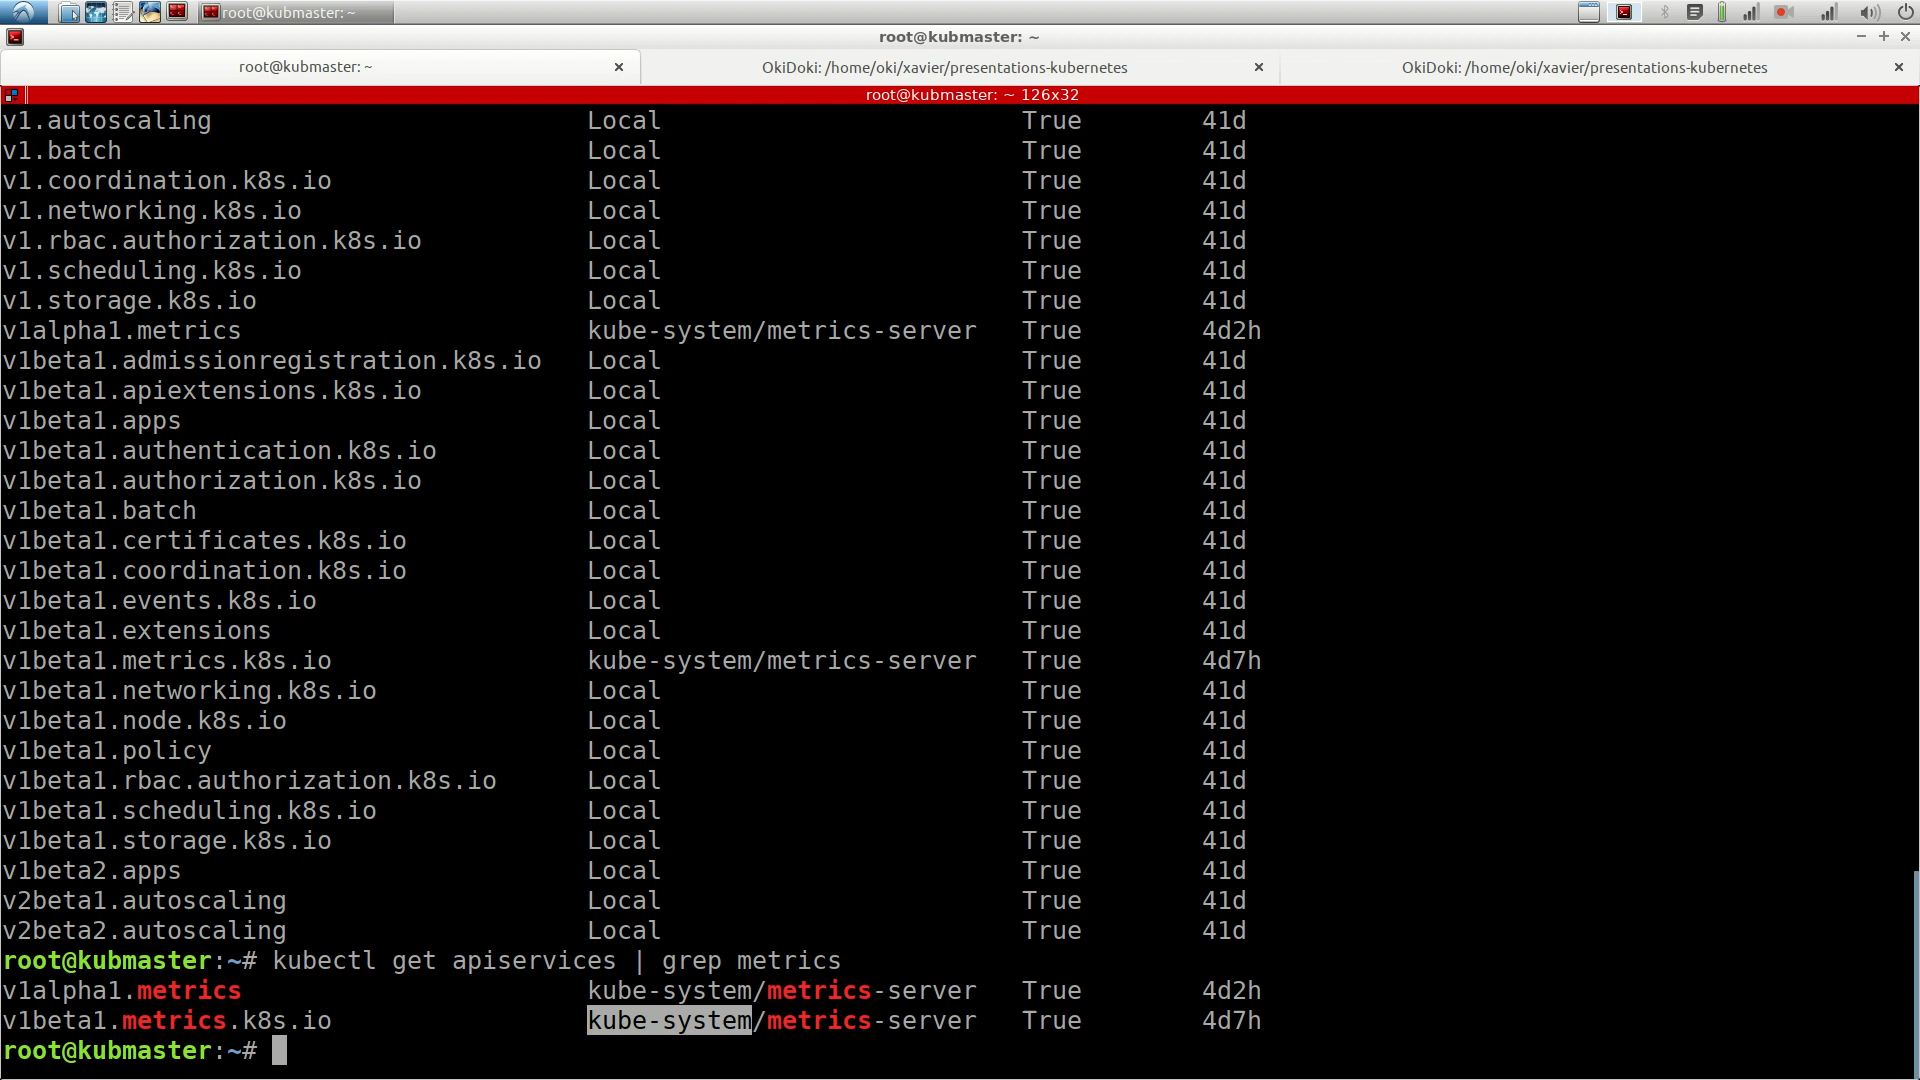 root@kubmaster: ~
root@kubmaster: ~
root@kubmaster: ~
OkiDoki: /home/oki/xavier/presentations-kubernetes
OkiDoki: /home/oki/xavier/presentations-kubernetes
root@kubmaster: ~ 126x32
v1.autoscaling Local True 41d
v1.batch Local True 41d
v1.coordination.k8s.io Local True 41d
v1.networking.k8s.io Local True 41d
v1.rbac.authorization.k8s.io Local True 41d
v1.scheduling.k8s.io Local True 41d
v1.storage.k8s.io Local True 41d
v1alpha1.metrics kube-system/metrics-server True 4d2h
v1beta1.admissionregistration.k8s.io Local True 41d
v1beta1.apiextensions.k8s.io Local True 41d
v1beta1.apps Local True 41d
v1beta1.authentication.k8s.io Local True 41d
v1beta1.authorization.k8s.io Local True 41d
v1beta1.batch Local True 41d
v1beta1.certificates.k8s.io Local True 41d
v1beta1.coordination.k8s.io Local True 41d
v1beta1.events.k8s.io Local True 41d
v1beta1.extensions Local True 41d
v1beta1.metrics.k8s.io kube-system/metrics-server True 4d7h
v1beta1.networking.k8s.io Local True 41d
v1beta1.node.k8s.io Local True 41d
v1beta1.policy Local True 41d
v1beta1.rbac.authorization.k8s.io Local True 41d
v1beta1.scheduling.k8s.io Local True 41d
v1beta1.storage.k8s.io Local True 41d
v1beta2.apps Local True 41d
v2beta1.autoscaling Local True 41d
v2beta2.autoscaling Local True 41d
root@kubmaster:~# kubectl get apiservices | grep metrics
v1alpha1.metrics kube-system/metrics-server True 4d2h
v1beta1.metrics.k8s.io kube-system/metrics-server True 4d7h
root@kubmaster:~#